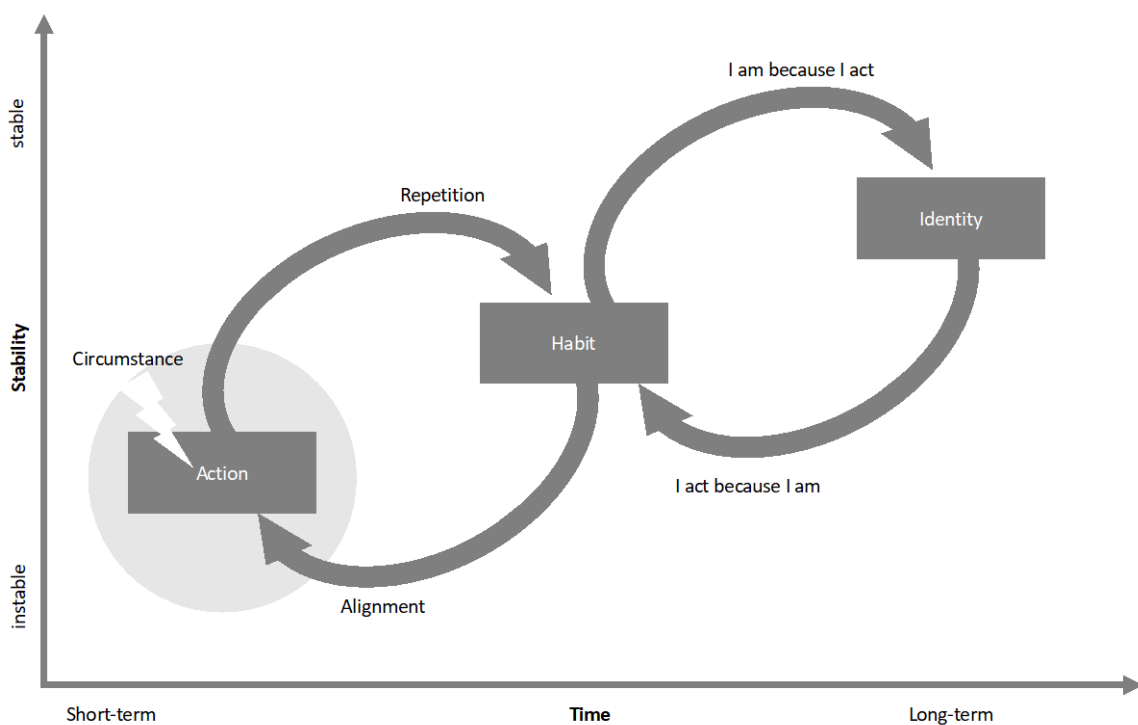 I am because I act
stable
Repetition
Identity
Stability
Habit
Circumstance
Action
I act because I am
instable
Alignment
Short-term
Time
Long-term